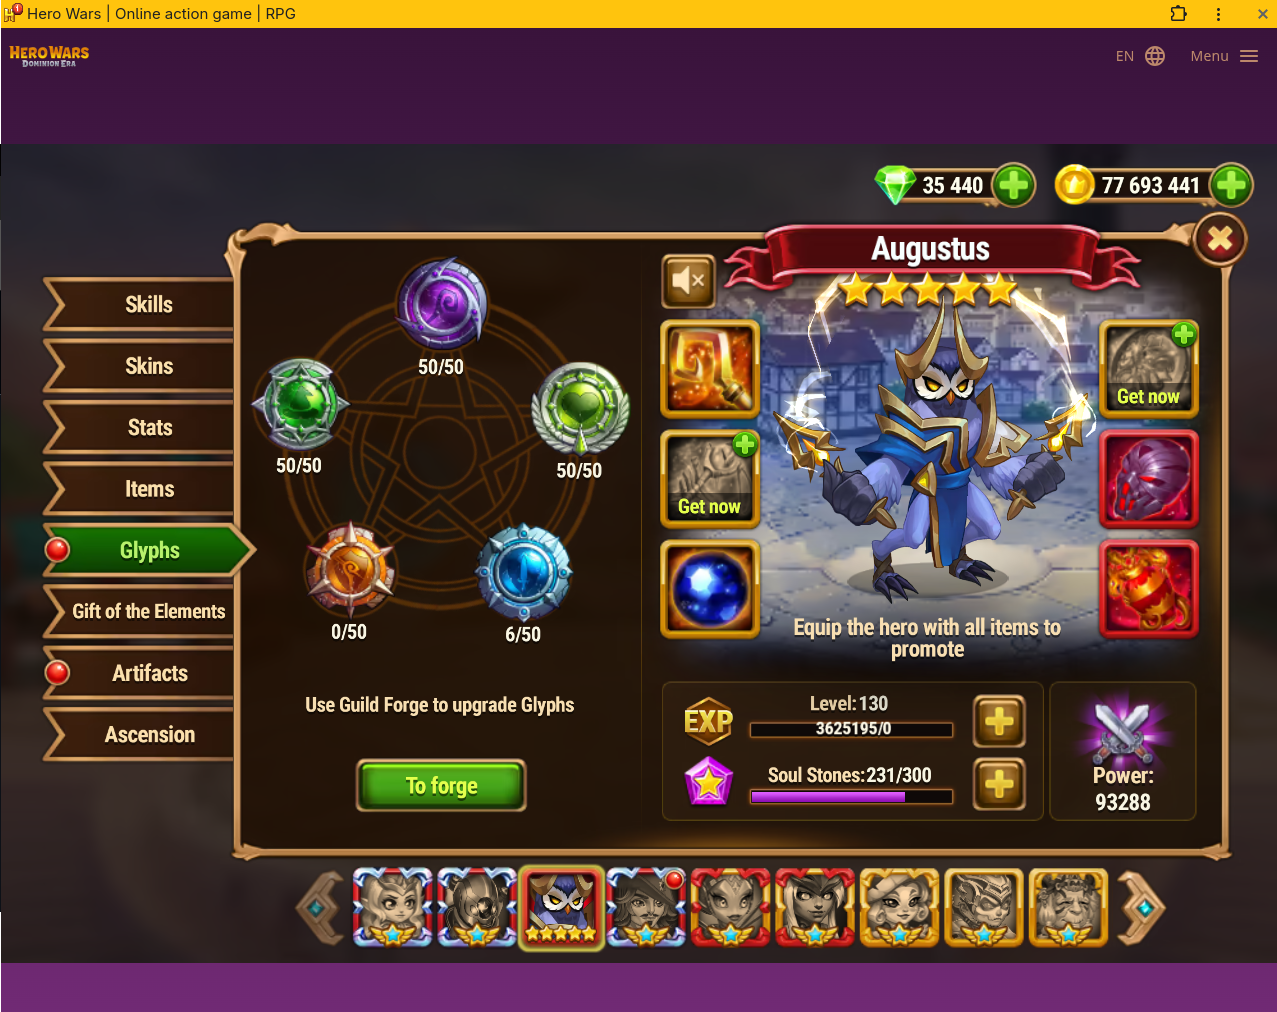 Hero Wars | Online action game | RPG
HERO WARS
DOMINION ERA
EN
Menu
35 440
77 693 441
Augustus
Skills
Skins
Stats
Items
Glyphs
Gift of the Elements
Artifacts
Ascension
50/50
50/50
50/50
0/50
6/50
Use Guild Forge to upgrade Glyphs
To forge
Get now
Get now
Equip the hero with all items to
promote
EXP
Level:130
3625195/0
Soul Stones:231/300
Power:
93288